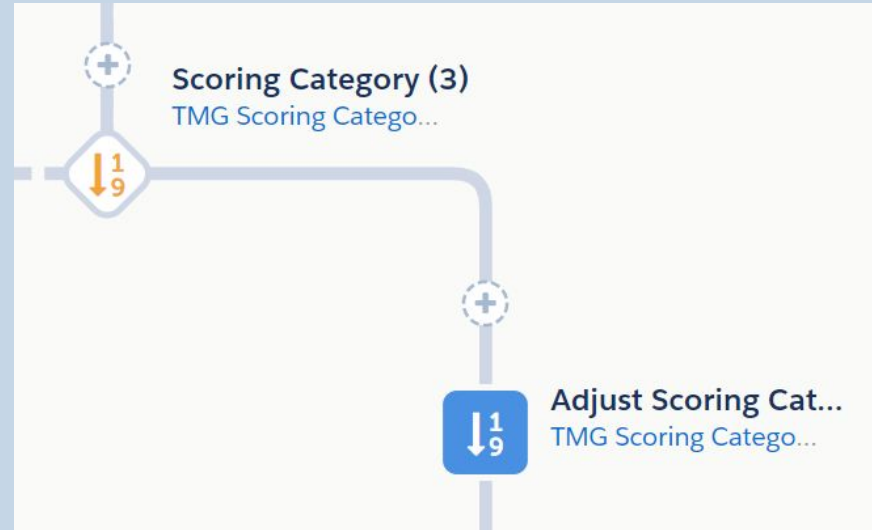 Scoring Category (3)
TMG Scoring Catego...
1
9
Adjust Scoring Cat...
TMG Scoring Catego...
1
9